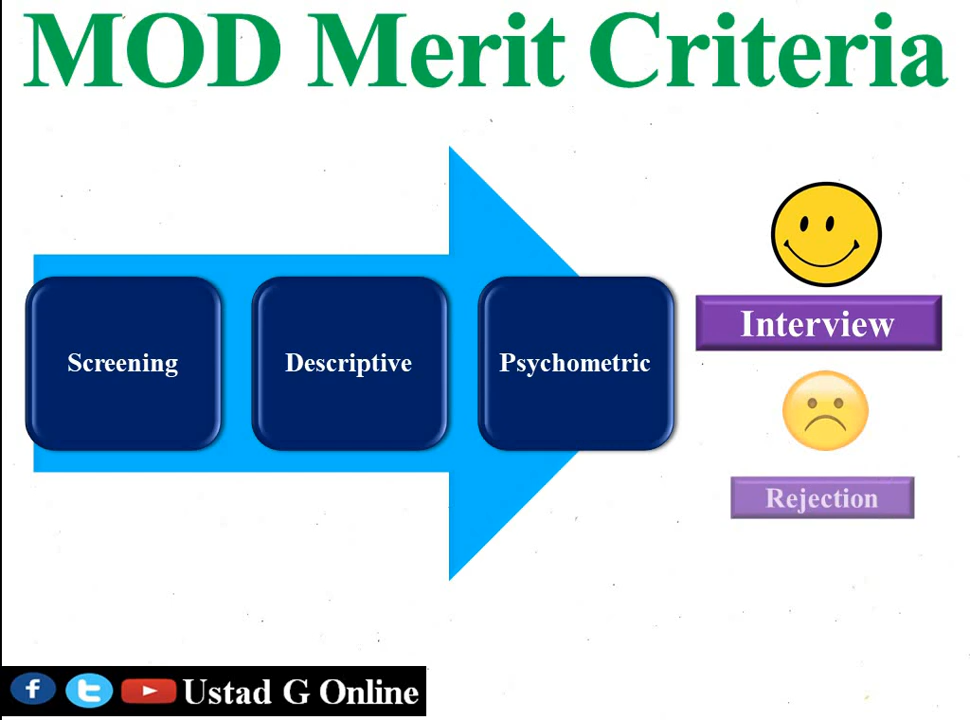 MOD Merit Criteria
Screening
Descriptive
Psychometric
Interview
Rejection
Ustad G Online